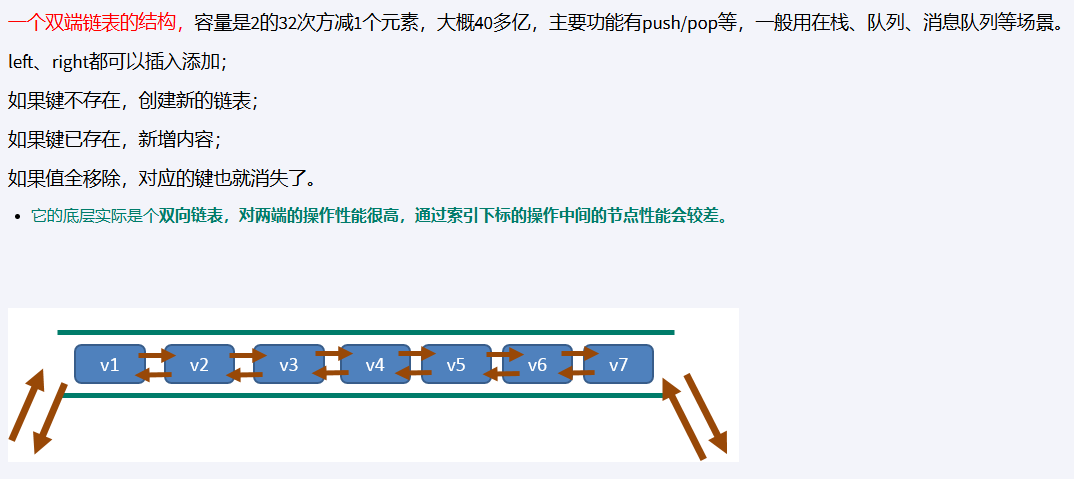 一个双端链表的结构，容量是2的32次方减1个元素，大概40多亿，主要功能有push/pop等，一般用在栈、队列、消息队列等场景。
left、right都可以插入添加；
如果键不存在，创建新的链表；
如果键已存在，新增内容；
如果值全移除，对应的键也就消失了。
• 它的底层实际是个双向链表，对两端的操作性能很高，通过索引下标的操作中间的节点性能会较差。
v1 v2 v3 v4 v5 v6 v7